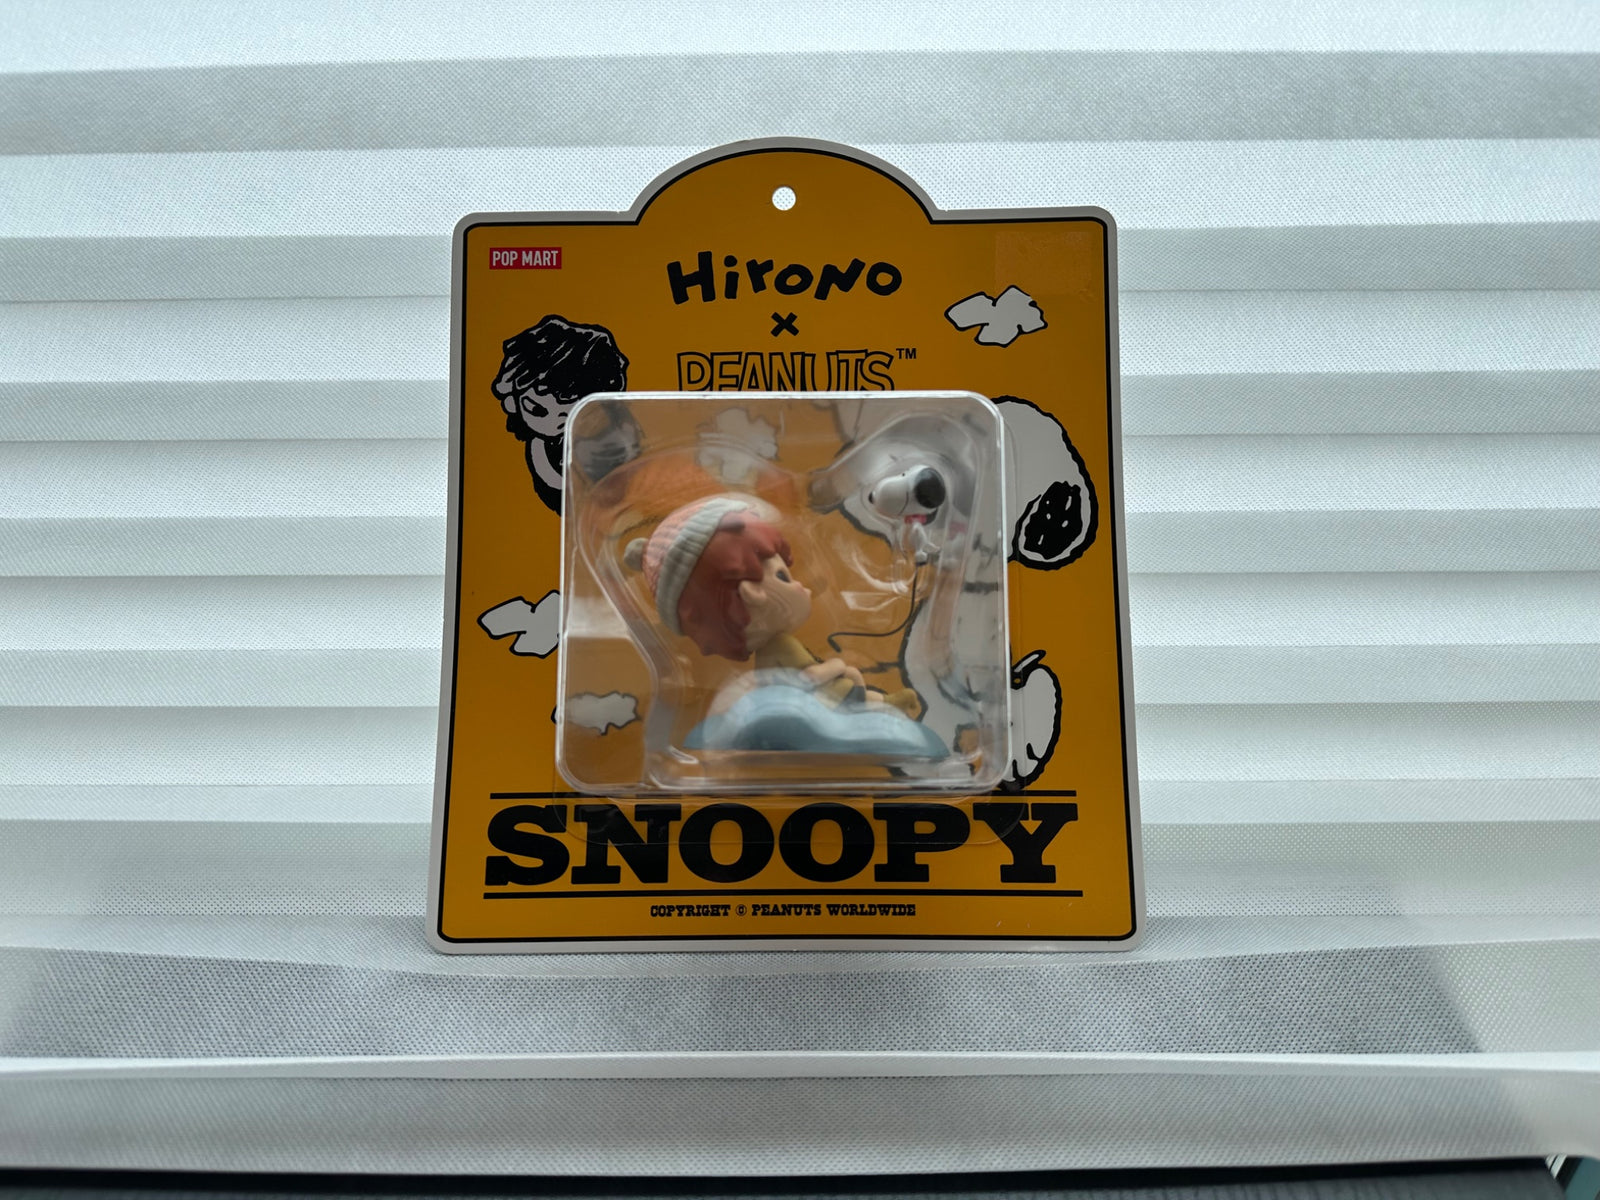 POP MART
Hirono
×
PEANUTS™
SNOOPY
COPYRIGHT © PEANUTS WORLDWIDE